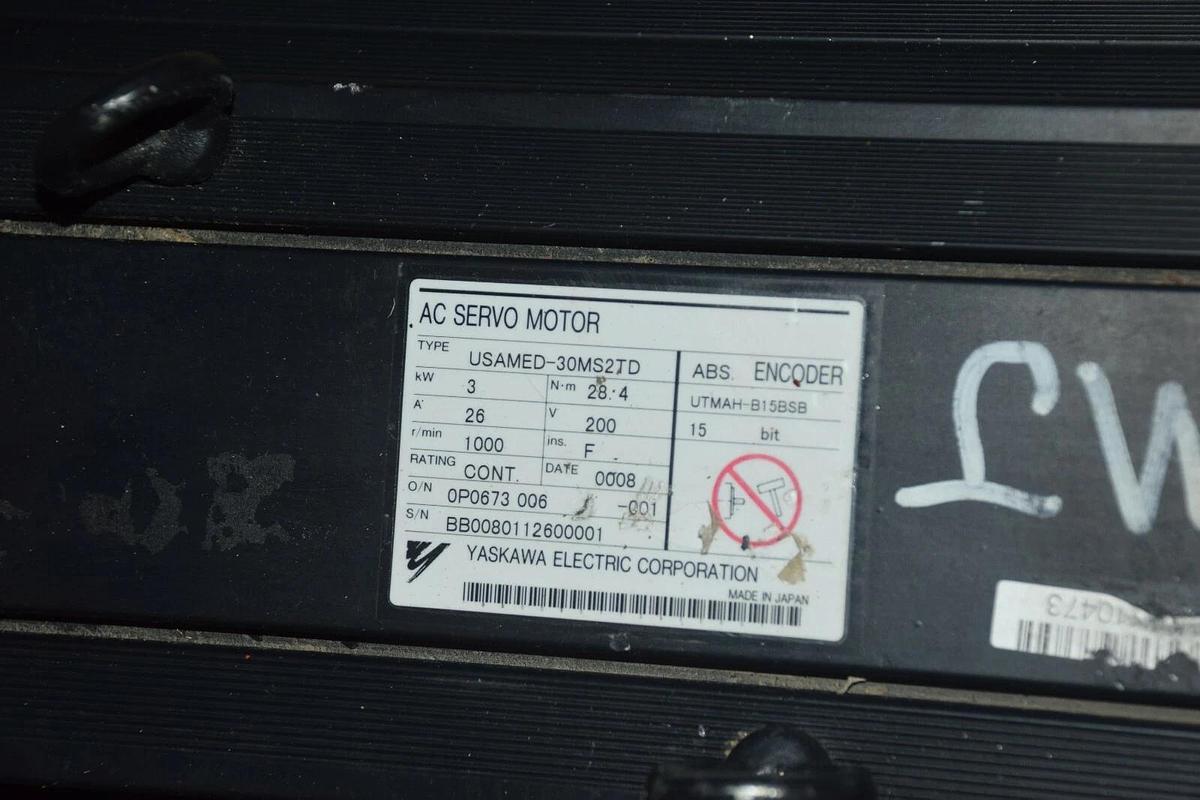 AC SERVO MOTOR
TYPE USAMED-30MS2TD
kW 3 N·m 28.4
A 26 V 200
r/min 1000 ins. F
RATING CONT. DATE 0008
O/N 0P0673 006 -001
S/N BB0080112600001
ABS. ENCODER
UTMAH-B15BSB
15 bit
YASKAWA ELECTRIC CORPORATION
MADE IN JAPAN